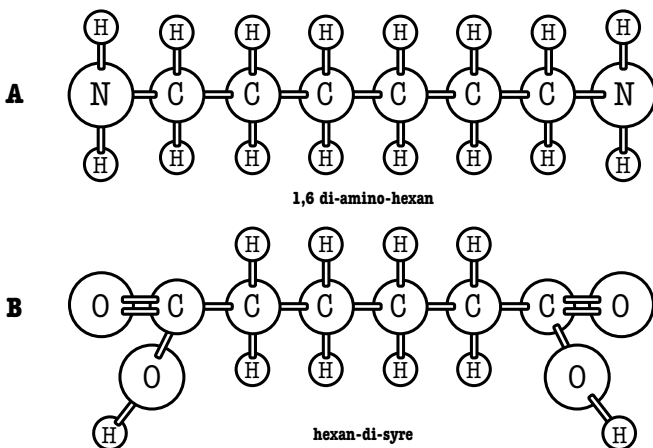 H H H H H H H H
A N C C C C C C N
H H H H H H H H
1,6 di-amino-hexan
H H H H
B O C C C C C C O
H H H H
O O
H H
hexan-di-syre